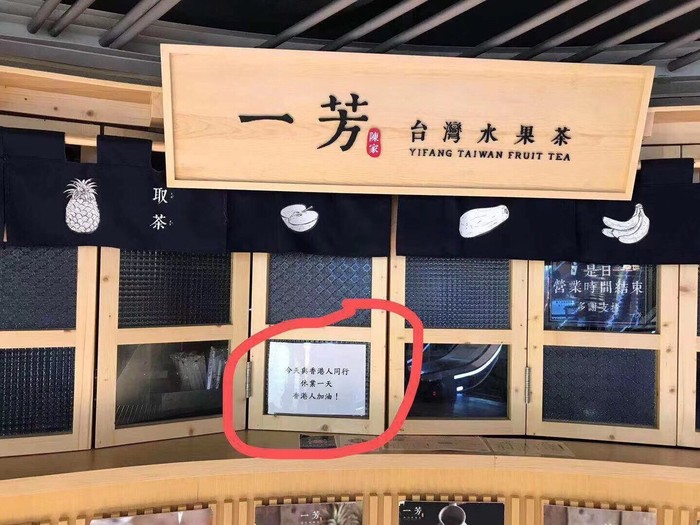 一芳
陳家
台灣水果茶
YIFANG TAIWAN FRUIT TEA
取茶
是日
營業時間結束
多謝支持
今天與香港人同行
休業一天
香港人加油！
一芳
一芳